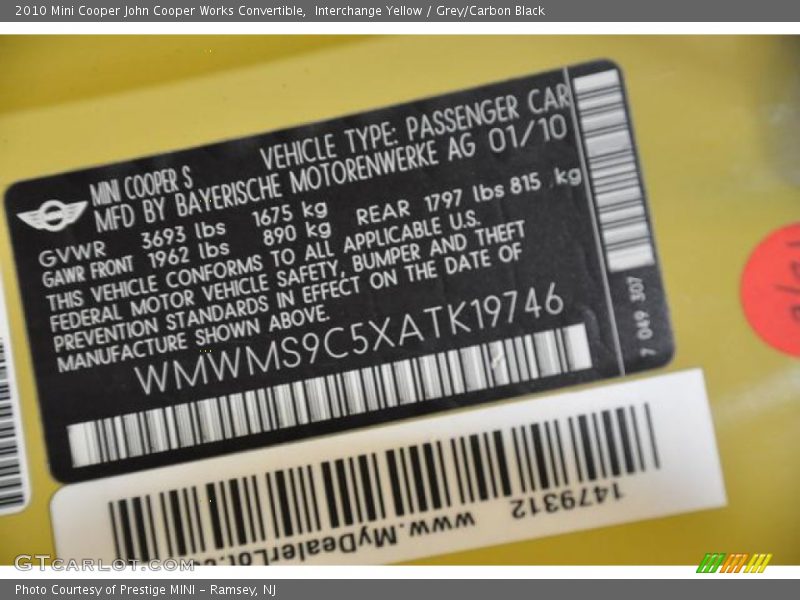 2010 Mini Cooper John Cooper Works Convertible,  Interchange Yellow / Grey/Carbon Black
MINI COOPER S VEHICLE TYPE: PASSENGER CAR
MFD BY BAYERISCHE MOTORENWERKE AG 01/10
GVWR 3693 lbs 1675 kg
GAWR FRONT 1962 lbs 890 kg REAR 1797 lbs 815 kg
THIS VEHICLE CONFORMS TO ALL APPLICABLE U.S.
FEDERAL MOTOR VEHICLE SAFETY, BUMPER AND THEFT
PREVENTION STANDARDS IN EFFECT ON THE DATE OF
MANUFACTURE SHOWN ABOVE.
WMWMS9C5XATK19746
7 049 307
1479312
www.MyDealerLot.co
GTCARLOT.COM
Photo Courtesy of Prestige MINI - Ramsey, NJ